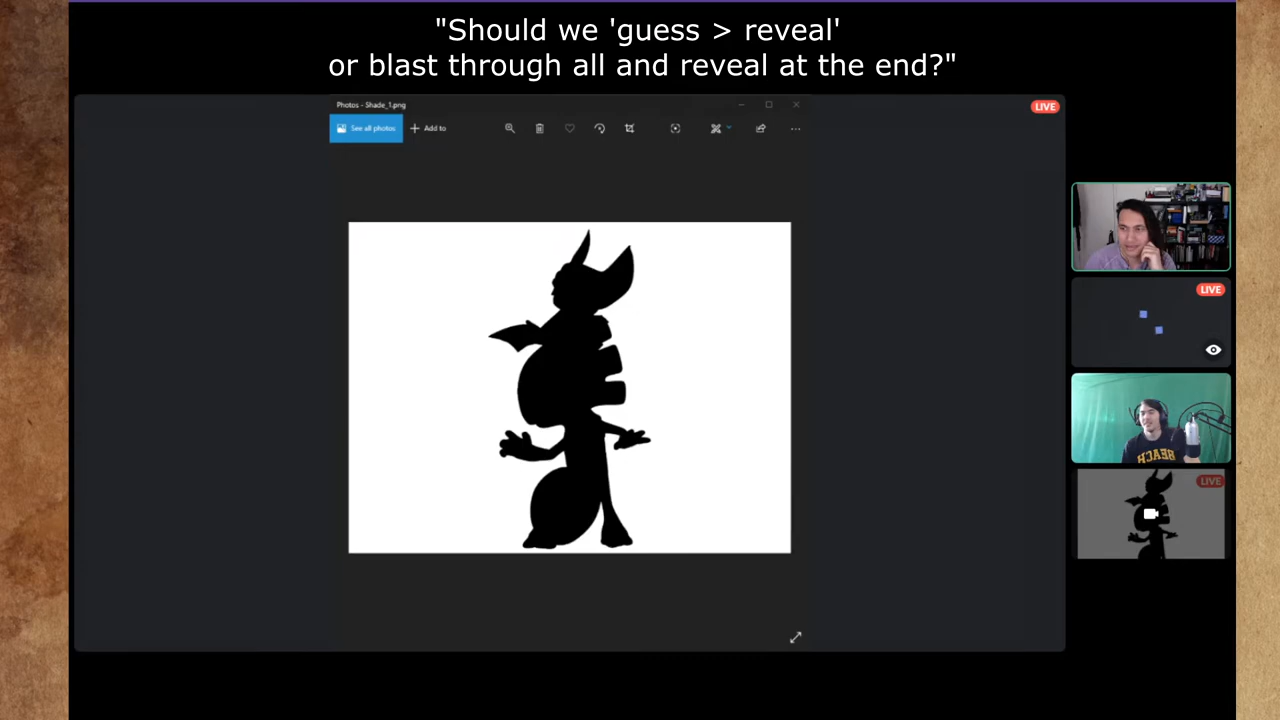 "Should we 'guess > reveal'
or blast through all and reveal at the end?"
Photos - Shade_1.png
LIVE
See all photos
Add to
LIVE
BEACH
LIVE